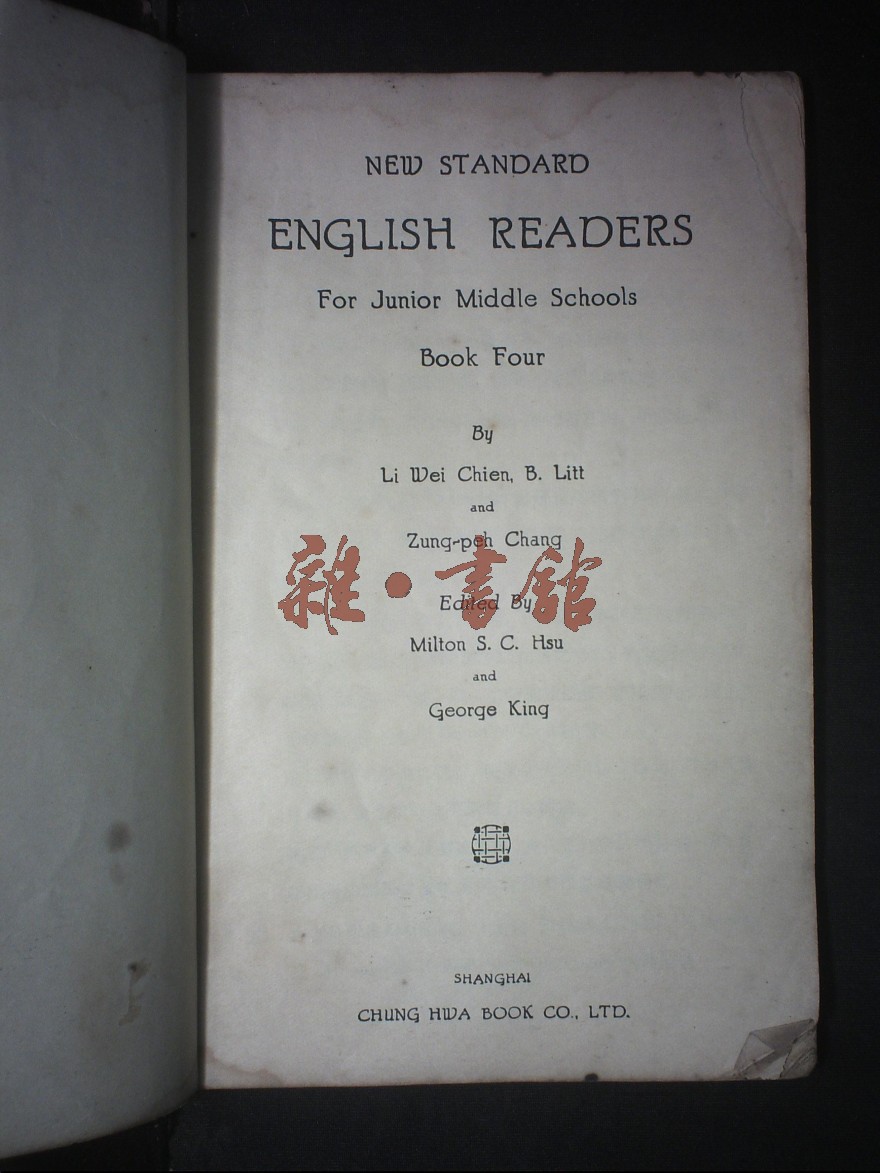 NEW STANDARD
ENGLISH READERS
For Junior Middle Schools
Book Four
By
Li Wei Chien, B. Litt
and
Zung-peh Chang
雜·書館
Edited By
Milton S. C. Hsu
and
George King
SHANGHAI
CHUNG HWA BOOK CO., LTD.